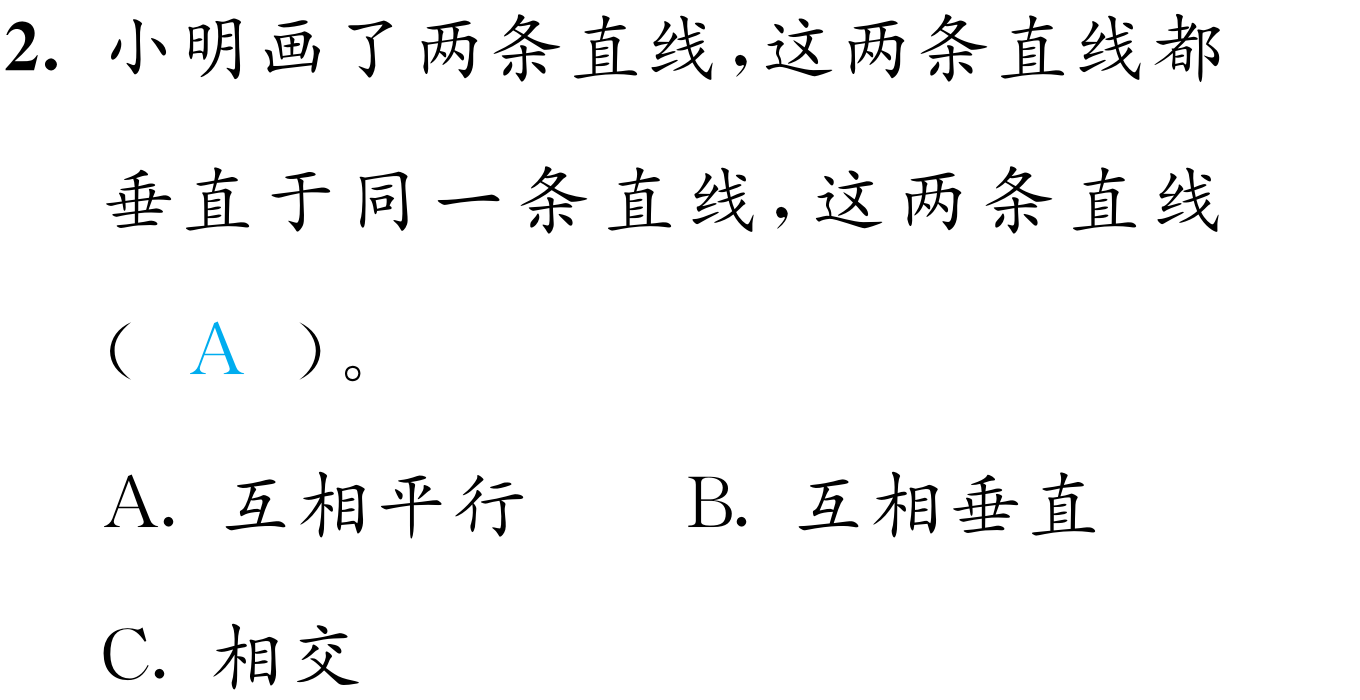 2. 小明画了两条直线,这两条直线都
垂直于同一条直线,这两条直线
( A )。
A. 互相平行 B. 互相垂直
C. 相交